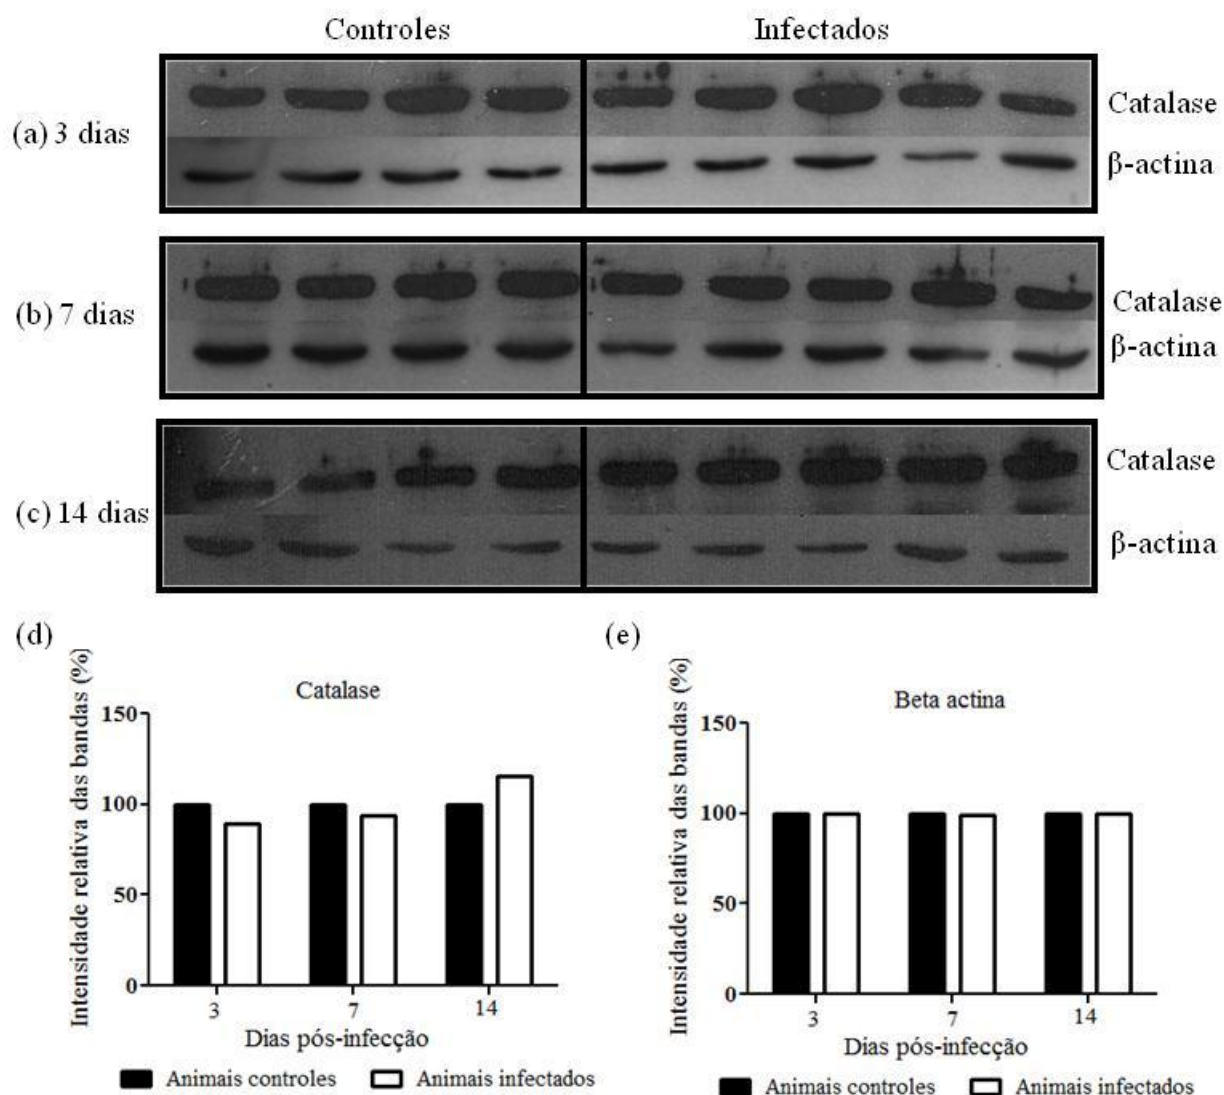 Controles Infectados
Catalase
(a) 3 dias
β-actina
(b) 7 dias
Catalase
β-actina
Catalase
(c) 14 dias
β-actina
(d)
Catalase
Intensidade relativa das bandas (%)
150
100
50
0
3 7 14
Dias pós-infecção
Animais controles Animais infectados
(e)
Beta actina
Intensidade relativa das bandas (%)
150
100
50
0
3 7 14
Dias pós-infecção
Animais controles Animais infectados